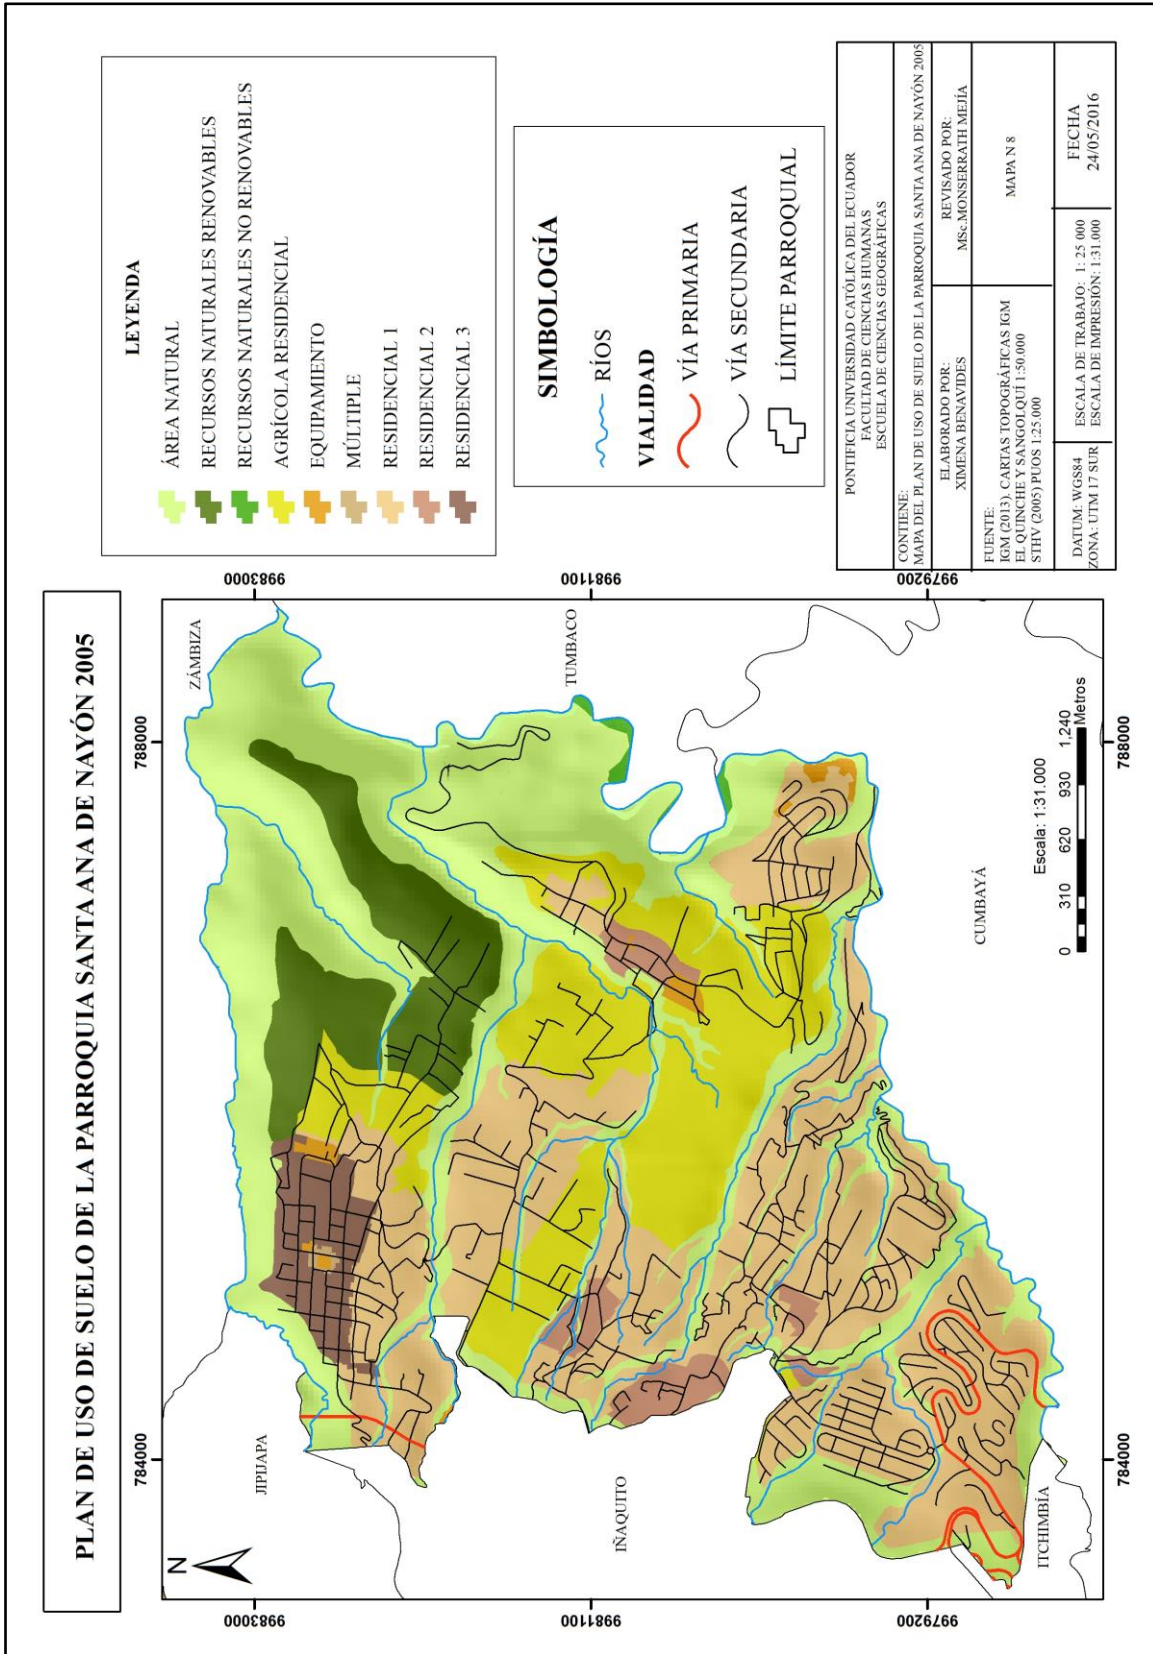 PLAN DE USO DE SUELO DE LA PARROQUIA SANTA ANA DE NAYÓN 2005
784000
788000
9983000
9981100
9979200
9983000
9981100
9979200
784000
788000
N
JIPIJAPA
ZÁMBIZA
IÑAQUITO
TUMBACO
ITCHIMBÍA
CUMBAYÁ
Escala: 1:31.000
0 310 620 930 1.240
Metros
LEYENDA
ÁREA NATURAL
RECURSOS NATURALES RENOVABLES
RECURSOS NATURALES NO RENOVABLES
AGRÍCOLA RESIDENCIAL
EQUIPAMIENTO
MÚLTIPLE
RESIDENCIAL 1
RESIDENCIAL 2
RESIDENCIAL 3
SIMBOLOGÍA
RÍOS
VIALIDAD
VÍA PRIMARIA
VÍA SECUNDARIA
LÍMITE PARROQUIAL
PONTIFICIA UNIVERSIDAD CATÓLICA DEL ECUADOR
FACULTAD DE CIENCIAS HUMANAS
ESCUELA DE CIENCIAS GEOGRÁFICAS
CONTIENE:
MAPA DEL PLAN DE USO DE SUELO DE LA PARROQUIA SANTA ANA DE NAYÓN 2005
ELABORADO POR:
XIMENA BENAVIDES
REVISADO POR:
MSc.MONSERRATH MEJÍA
FUENTE:
IGM (2013). CARTAS TOPOGRÁFICAS IGM
EL QUINCHE Y SANGOLQUÍ 1:50.000
STHV (2005) PUOS 1:25.000
MAPA N 8
DATUM: WGS84
ZONA: UTM 17 SUR
ESCALA DE TRABAJO: 1: 25 000
ESCALA DE IMPRESIÓN: 1:31.000
FECHA
24/05/2016